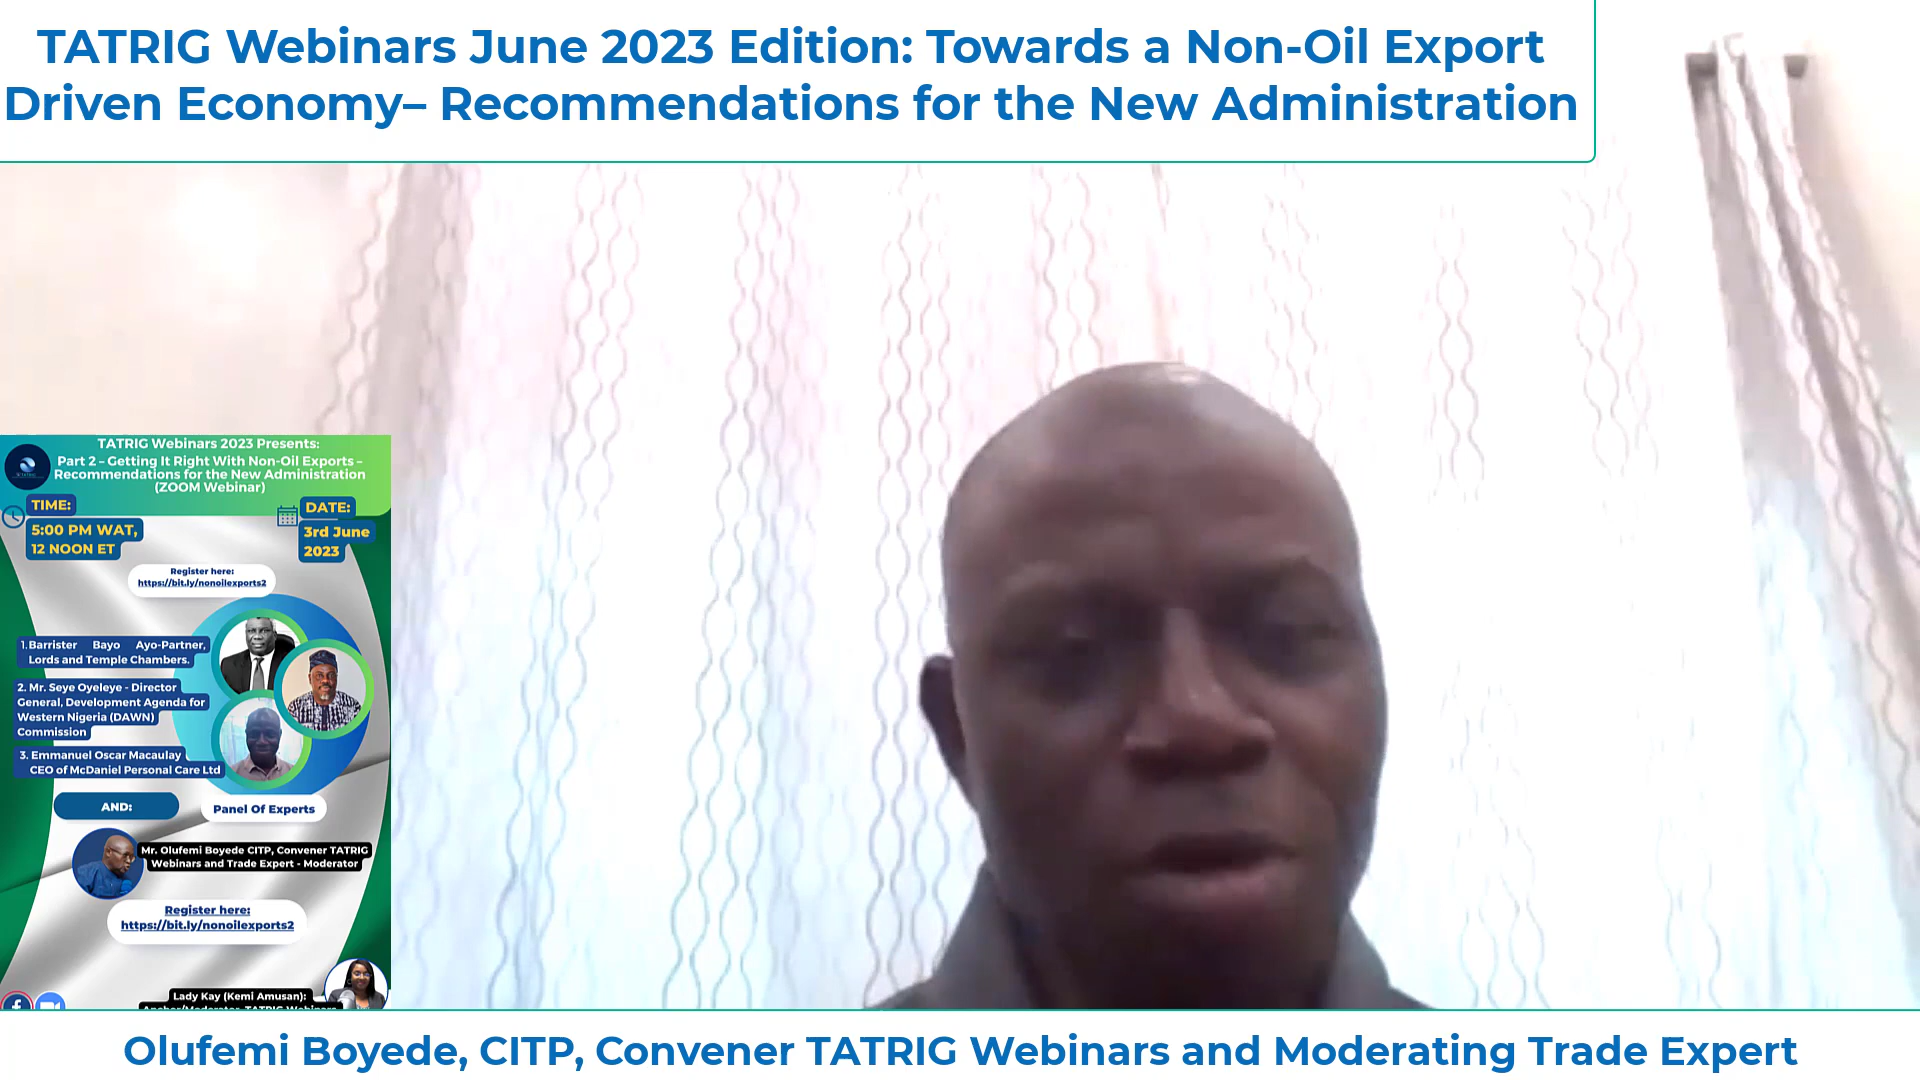 TATRIG Webinars June 2023 Edition: Towards a Non-Oil Export
Driven Economy– Recommendations for the New Administration
TATRIG Webinars 2023 Presents:
Part 2 – Getting It Right With Non-Oil Exports –
Recommendations for the New Administration
(ZOOM Webinar)
TIME:
5:00 PM WAT,
12 NOON ET
DATE:
3rd June
2023
Register here:
https://bit.ly/nonoilexports2
1.Barrister Bayo Ayo-Partner,
Lords and Temple Chambers.
2. Mr. Seye Oyeleye - Director
General, Development Agenda for
Western Nigeria (DAWN)
Commission
3. Emmanuel Oscar Macaulay
CEO of McDaniel Personal Care Ltd
AND:
Panel Of Experts
Mr. Olufemi Boyede CITP, Convener TATRIG
Webinars and Trade Expert - Moderator
Register here:
https://bit.ly/nonoilexports2
Lady Kay (Kemi Amusan):
Anchor/Moderator, TATRIG Webinars
Olufemi Boyede, CITP, Convener TATRIG Webinars and Moderating Trade Expert